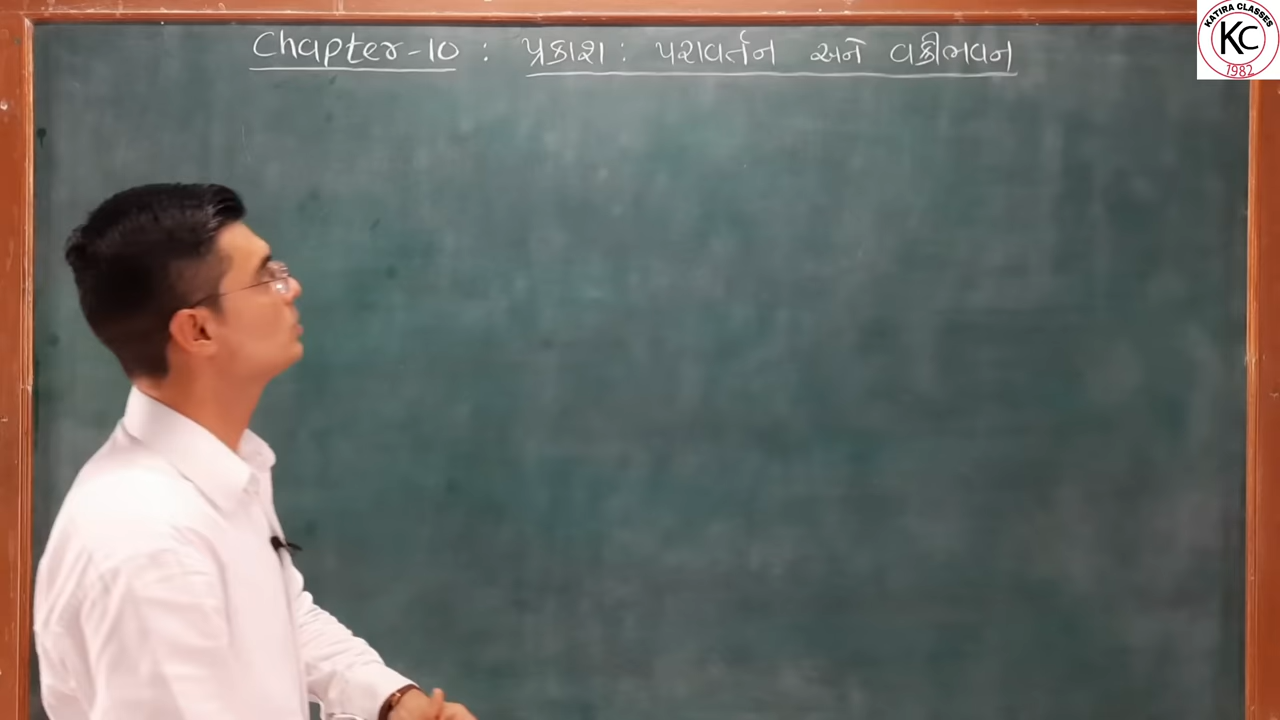 Chapter-10 : પ્રકાશ : પરાવર્તન અને વક્રીભવન
KATIRA CLASSES
KC
1982